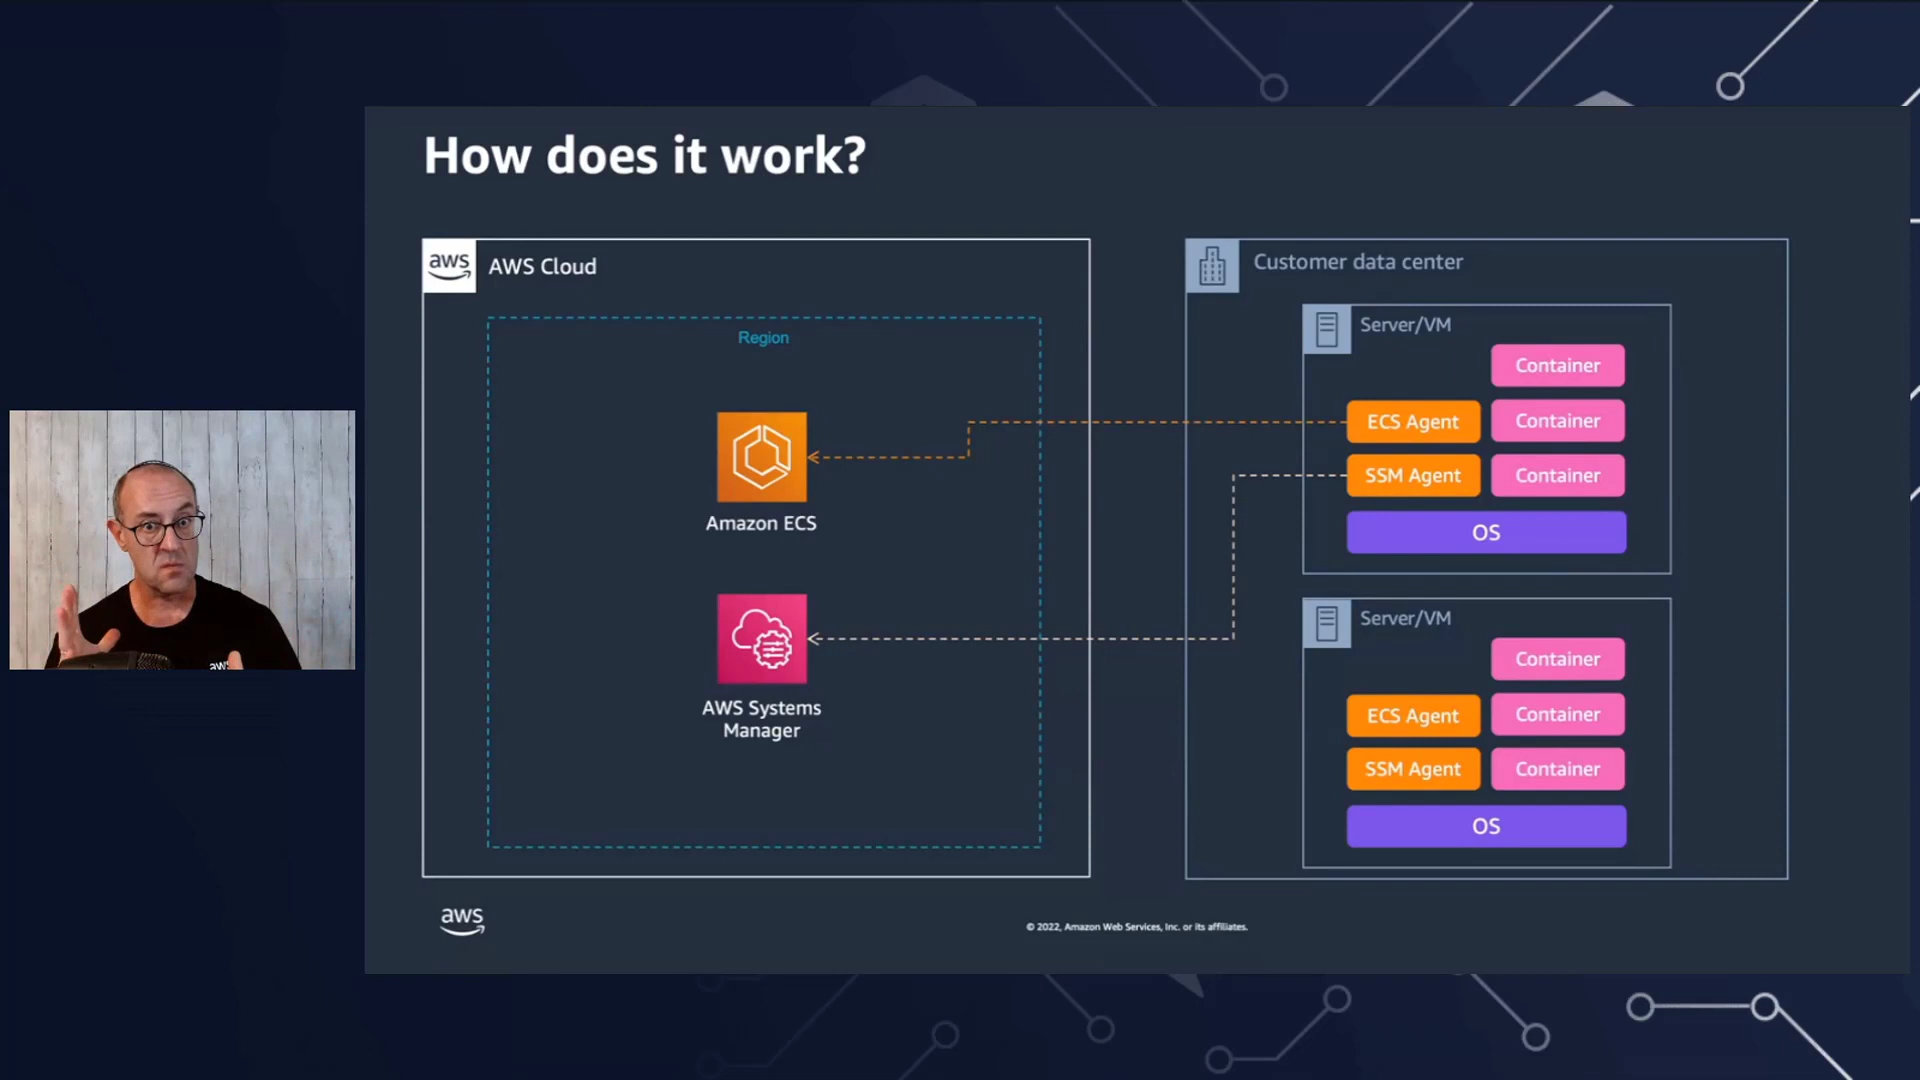 How does it work?
aws
AWS Cloud
Region
Amazon ECS
AWS Systems
Manager
Customer data center
Server/VM
Container
ECS Agent
Container
SSM Agent
Container
OS
Server/VM
Container
ECS Agent
Container
SSM Agent
Container
OS
aws
aws
© 2022, Amazon Web Services, Inc. or its affiliates.